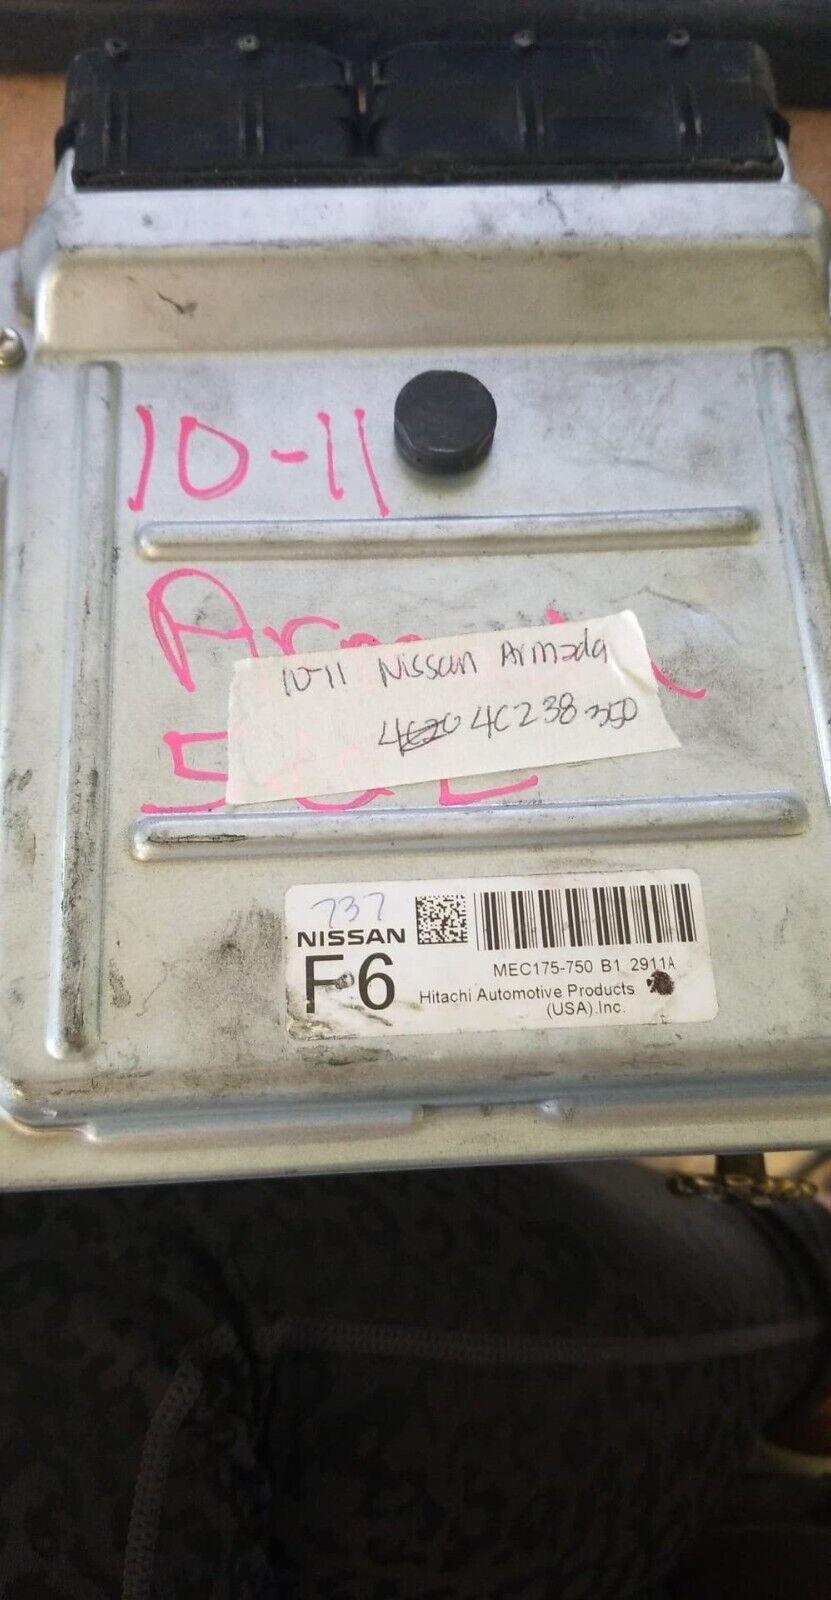 10-11
10-11 Nissan Armada
4C238 350
737
NISSAN
F6
MEC175-750 B1 2911A
Hitachi Automotive Products
(USA).Inc.